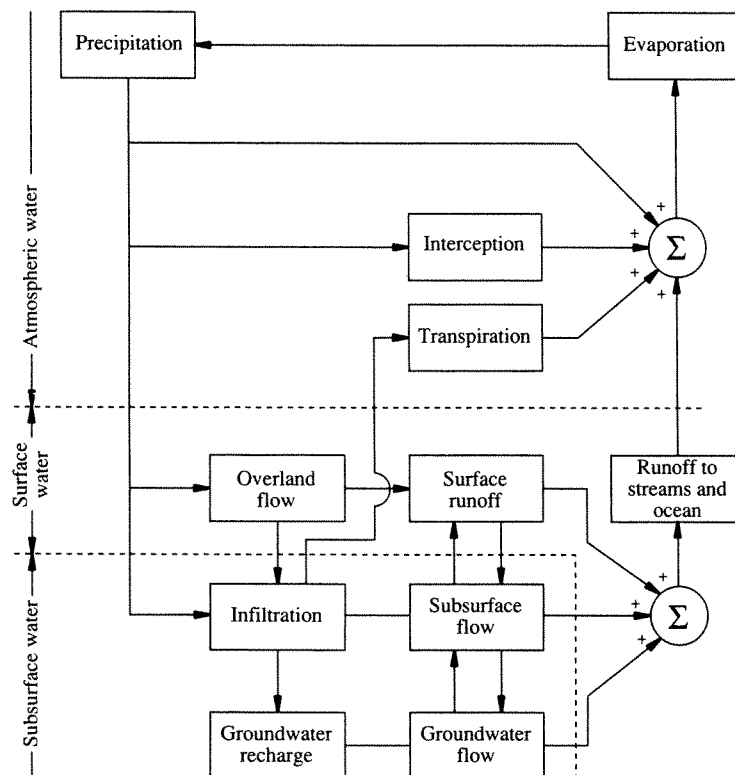 Precipitation
Evaporation
+
Interception
+
Σ
+
+
Transpiration
Atmospheric water
Surface
water
Overland
flow
Surface
runoff
Runoff to
streams and
ocean
+
Infiltration
Subsurface
flow
+
Σ
+
Subsurface water
Groundwater
recharge
Groundwater
flow